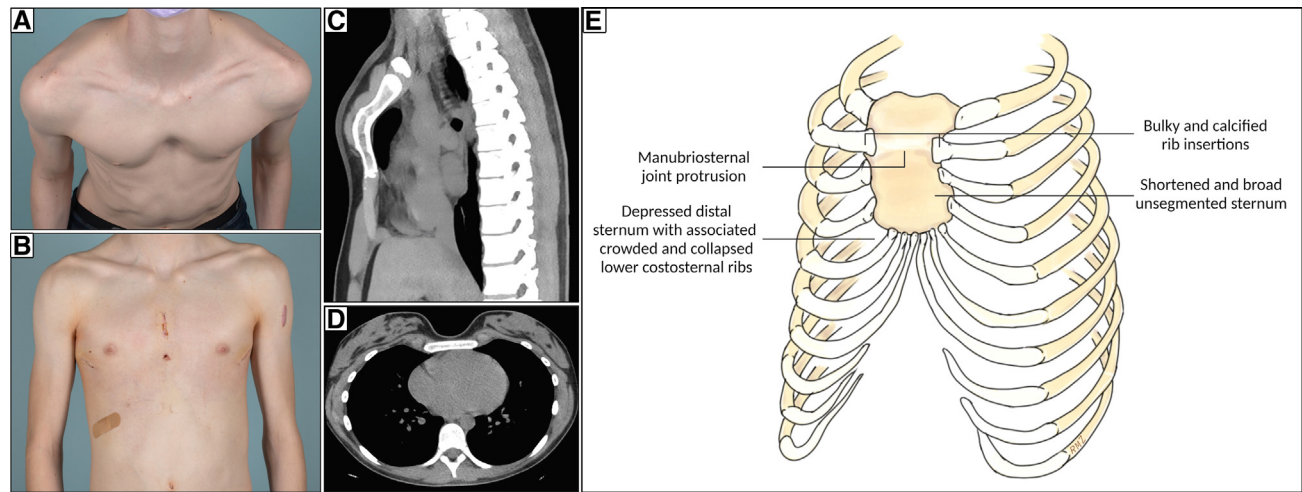 A
B
C
D
E
Manubriosternal
joint protrusion
Depressed distal
sternum with associated
crowded and collapsed
lower costosternal ribs
Bulky and calcified
rib insertions
Shortened and broad
unsegmented sternum
RMZ